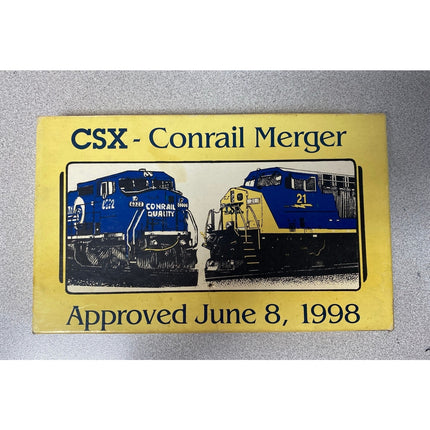 CSX - Conrail Merger
21
CONRAIL
QUALITY
Approved June 8, 1998